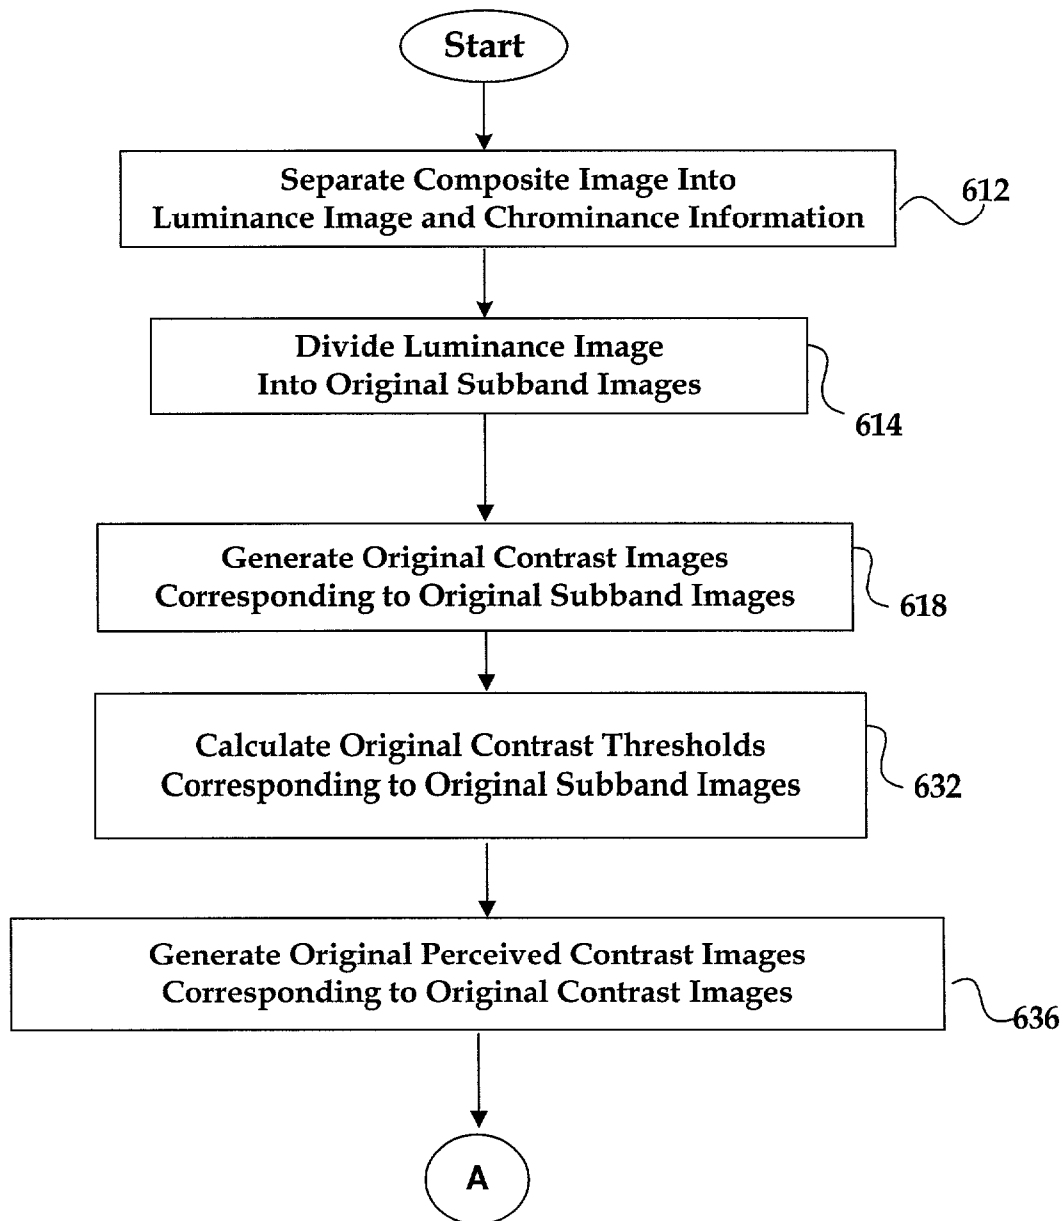 Start
Separate Composite Image Into
Luminance Image and Chrominance Information
612
Divide Luminance Image
Into Original Subband Images
614
Generate Original Contrast Images
Corresponding to Original Subband Images
618
Calculate Original Contrast Thresholds
Corresponding to Original Subband Images
632
Generate Original Perceived Contrast Images
Corresponding to Original Contrast Images
636
A